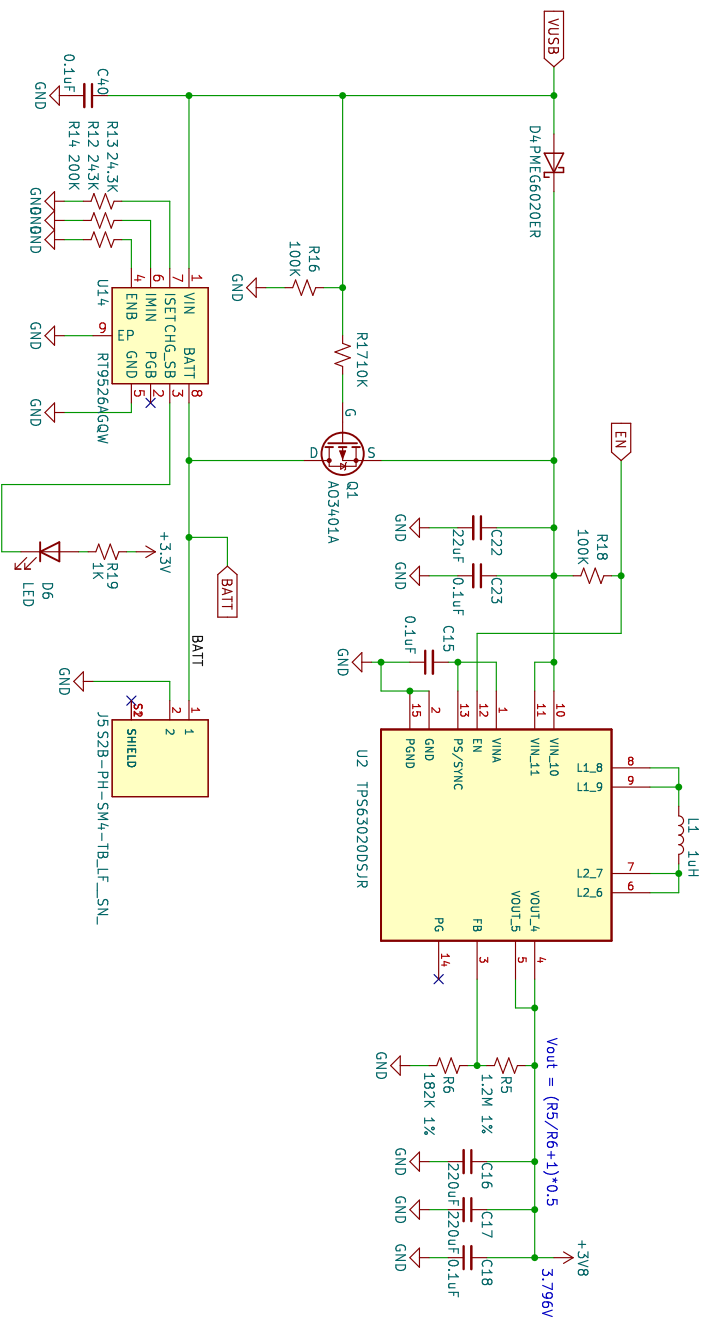 VUSB
D4
PMEG6020ER
C40
0.1uF
GND
R13 24.3K
R12 243K
R14 200K
GND
GND
GND
R16
100K
GND
R17
10K
G
D
S
Q1
AO3401A
U14
RT9526AGQW
1
7
6
4
9
8
3
2
5
VIN
ISET
IMIN
ENB
EP
BATT
CHG_SB
PGB
GND
GND
GND
D6
LED
R19
1K
+3.3V
BATT
BATT
GND
J5
S2B-PH-SM4-TB_LF__SN_
1
2
1
2
SHIELD
EN
R18
100K
C22
22uF
GND
C23
0.1uF
GND
C15
0.1uF
GND
U2
TPS63020DSJR
10
11
1
12
13
2
15
VIN_10
VIN_11
VINA
EN
PS/SYNC
GND
PGND
8
9
7
6
L1_8
L1_9
L2_7
L2_6
L1
1uH
VOUT_4
VOUT_5
FB
PG
4
5
3
14
Vout = (R5/R6+1)*0.5
3.796V
R5
1.2M 1%
R6
182K 1%
GND
C16
220uF
GND
C17
220uF
GND
C18
0.1uF
GND
+3V8